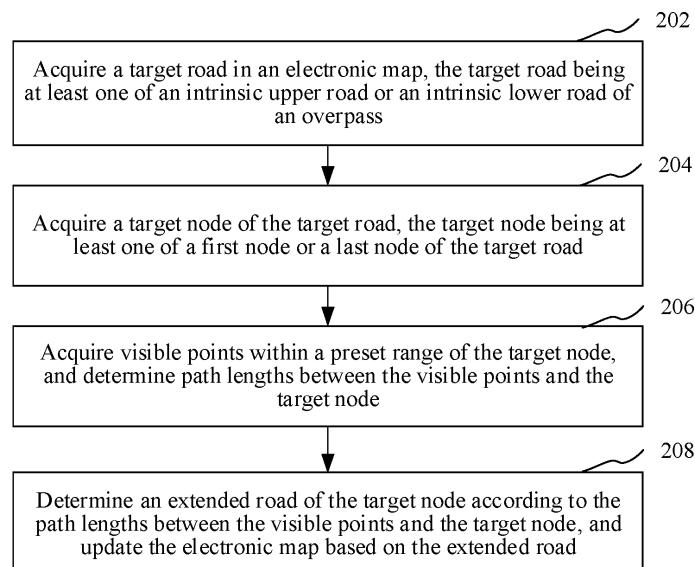 202
Acquire a target road in an electronic map, the target road being
at least one of an intrinsic upper road or an intrinsic lower road of
an overpass
204
Acquire a target node of the target road, the target node being at
least one of a first node or a last node of the target road
206
Acquire visible points within a preset range of the target node,
and determine path lengths between the visible points and the
target node
208
Determine an extended road of the target node according to the
path lengths between the visible points and the target node, and
update the electronic map based on the extended road